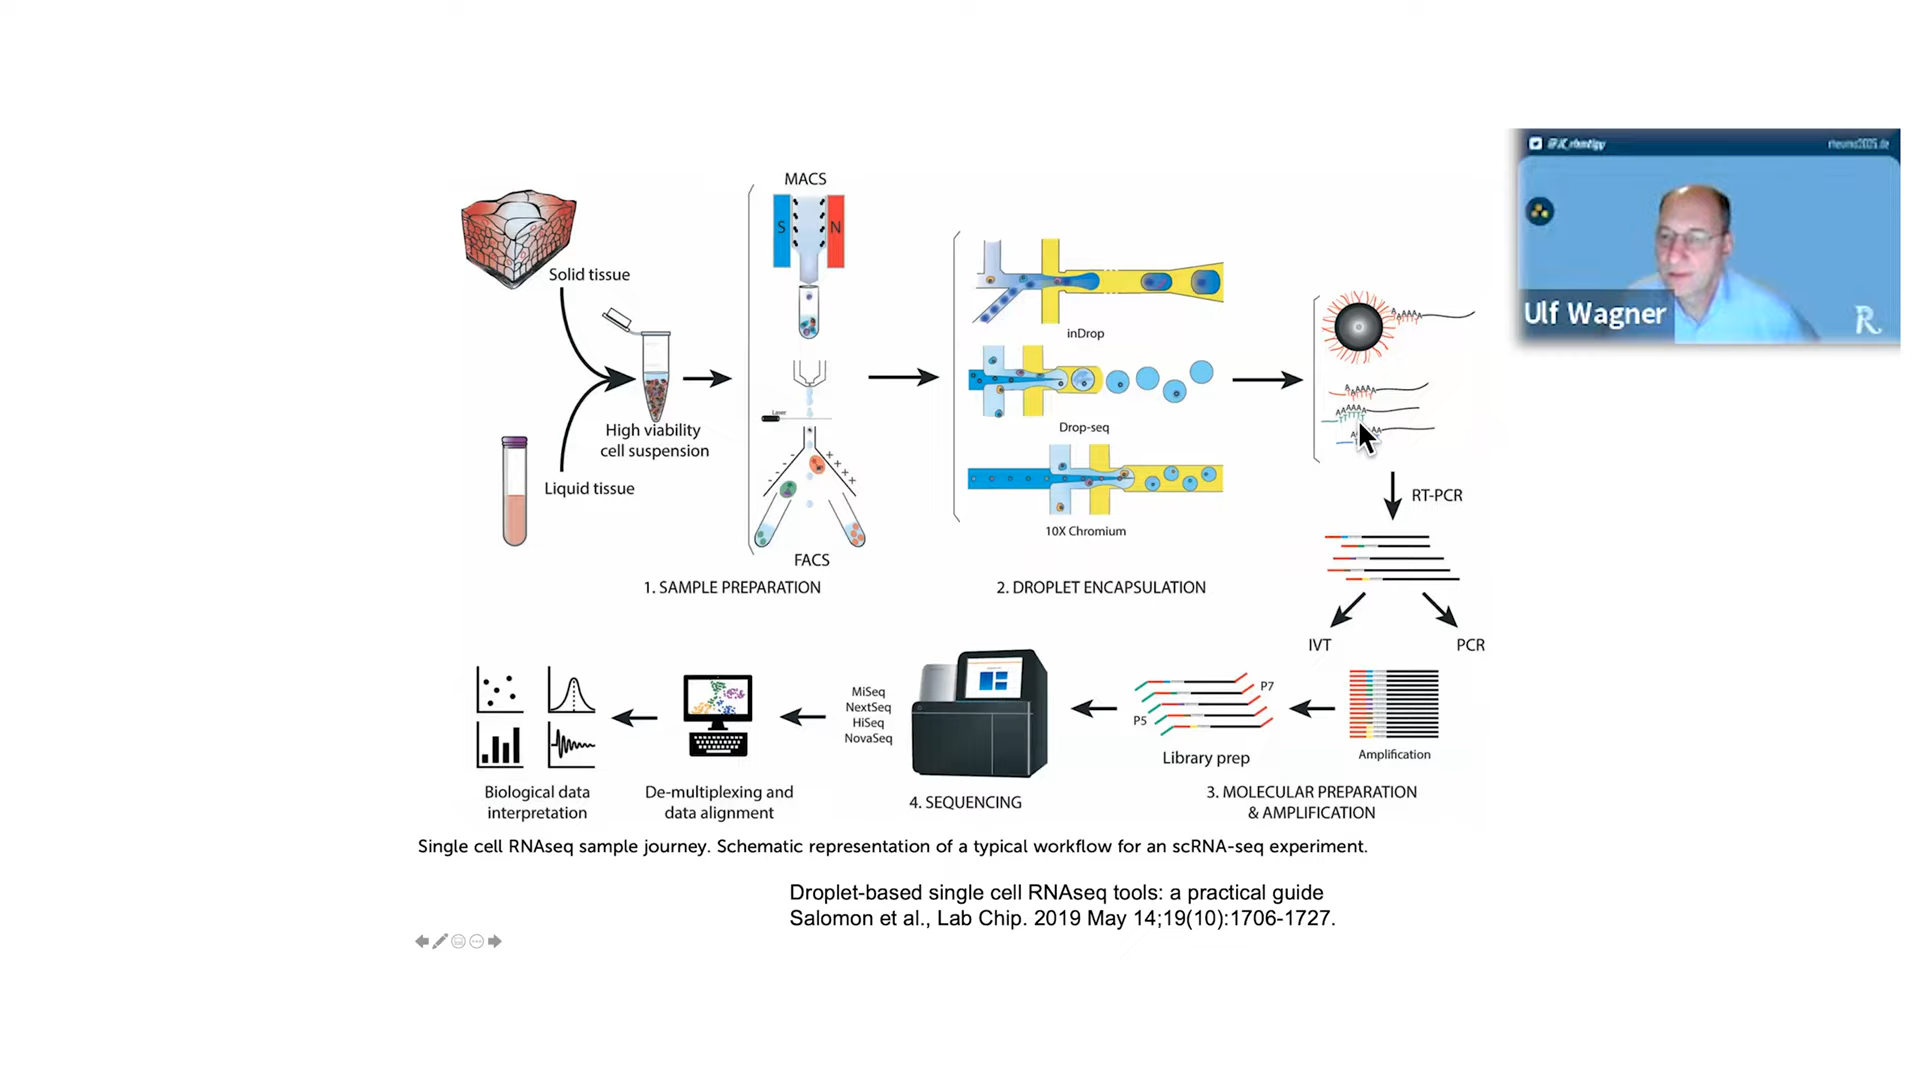 MACS
S
N
Solid tissue
High viability
cell suspension
Liquid tissue
Laser
FACS
1. SAMPLE PREPARATION
inDrop
Drop-seq
10X Chromium
2. DROPLET ENCAPSULATION
RT-PCR
IVT
PCR
Amplification
3. MOLECULAR PREPARATION
& AMPLIFICATION
P7
P5
Library prep
MiSeq
NextSeq
HiSeq
NovaSeq
4. SEQUENCING
De-multiplexing and
data alignment
Biological data
interpretation
Single cell RNAseq sample journey. Schematic representation of a typical workflow for an scRNA-seq experiment.
Droplet-based single cell RNAseq tools: a practical guide
Salomon et al., Lab Chip. 2019 May 14;19(10):1706-1727.
rheuma2025.de
Ulf Wagner
R